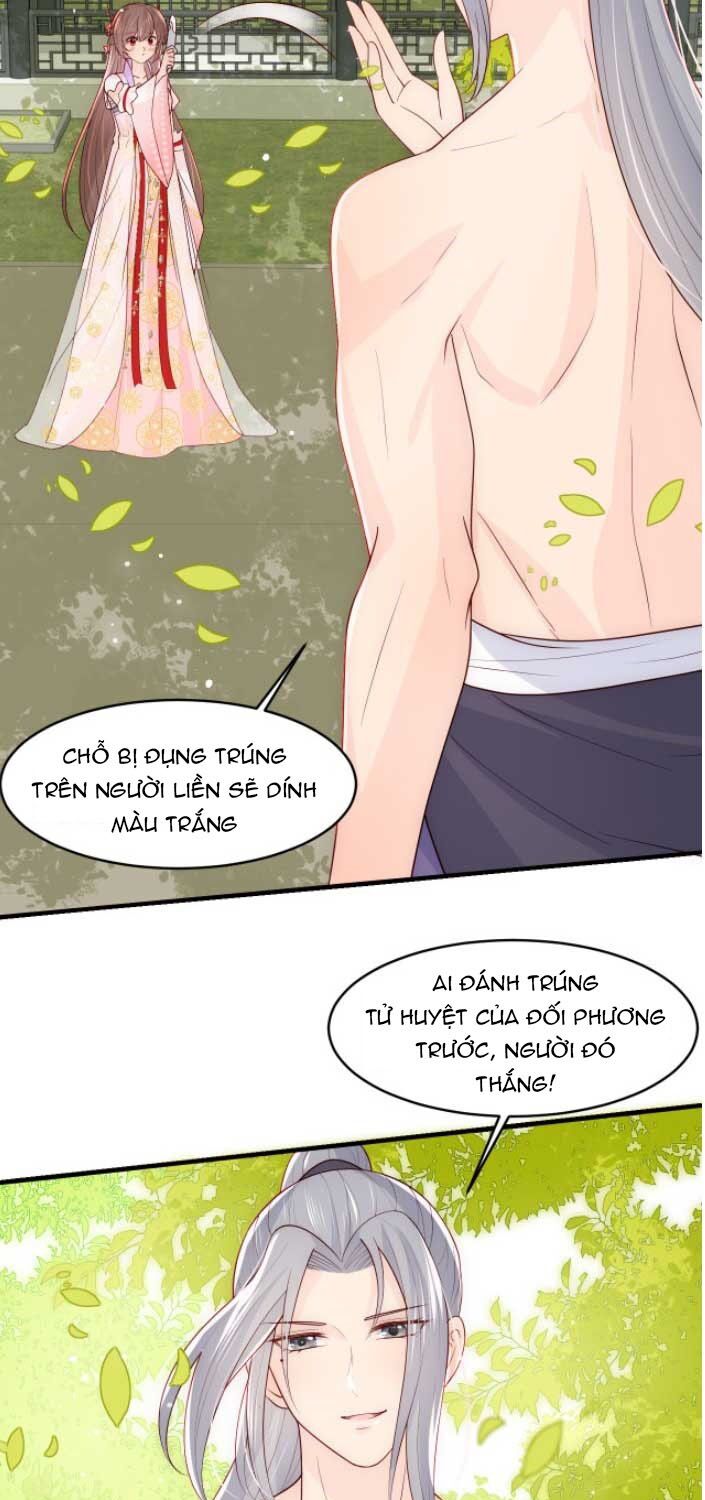 CHỖ BỊ ĐỤNG TRÚNG
TRÊN NGƯỜI LIỀN SẼ DÍNH
MÀU TRẮNG
AI ĐÁNH TRÚNG
TỬ HUYỆT CỦA ĐỐI PHƯƠNG
TRƯỚC, NGƯỜI ĐÓ
THẮNG!